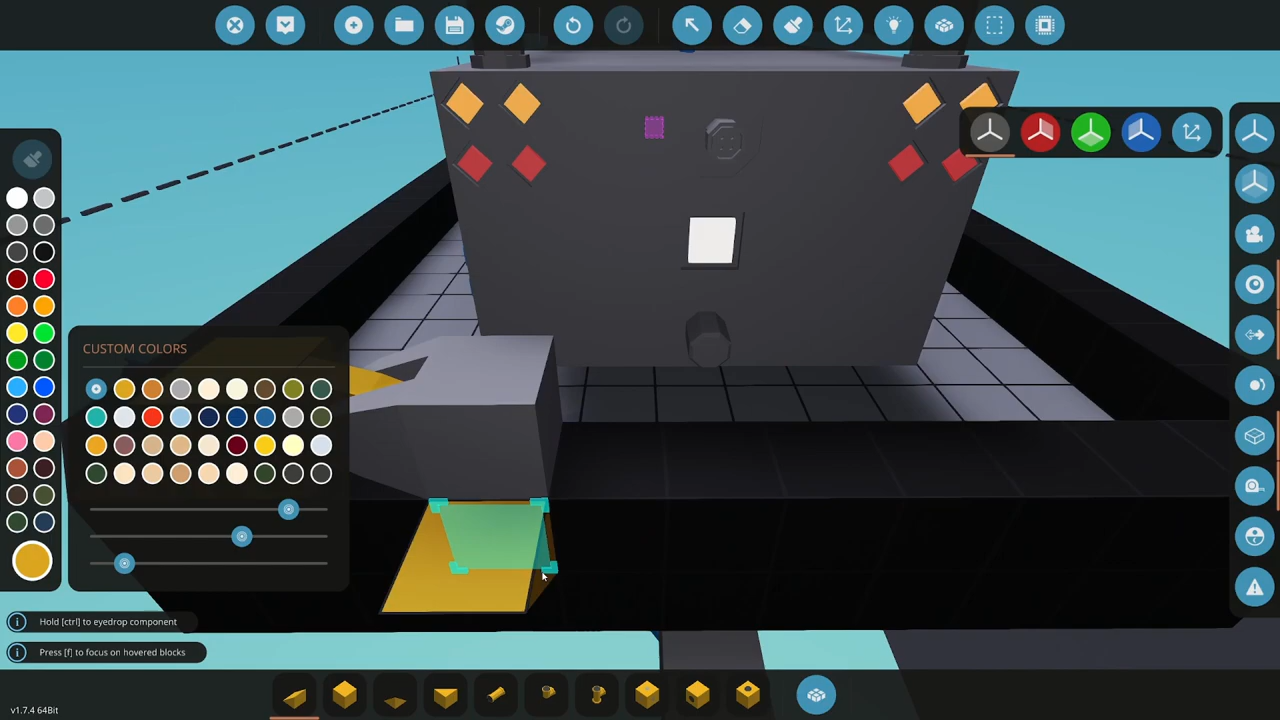 CUSTOM COLORS
Hold [ctrl] to eyedrop component
Press [f] to focus on hovered blocks
v1.7.4 64Bit